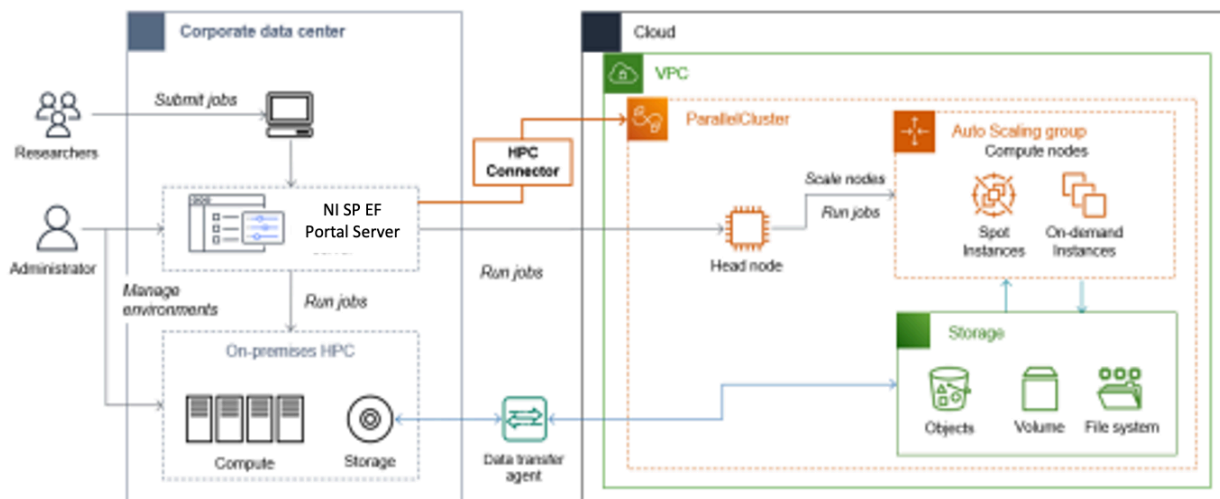 Corporate data center
Cloud
VPC
Submit jobs
ParallelCluster
Auto Scaling group
Compute nodes
Researchers
HPC
Connector
Scale nodes
Run jobs
NI SP EF
Portal Server
Spot
Instances
On-demand
Instances
Administrator
Head node
Run jobs
Manage
environments
Run jobs
Storage
On-premises HPC
Objects
Volume
File system
Compute
Storage
Data transfer
agent